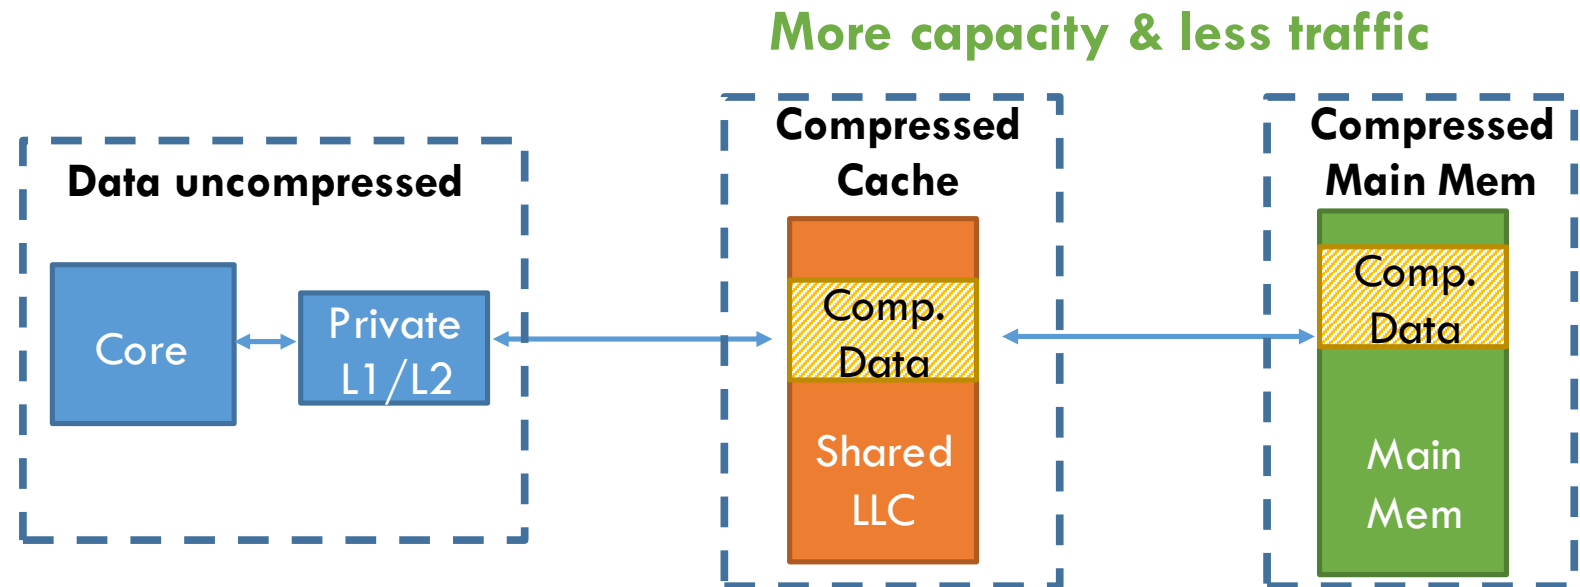 More capacity & less traffic
Data uncompressed
Core
Private
L1/L2
Compressed
Cache
Comp.
Data
Shared
LLC
Compressed
Main Mem
Comp.
Data
Main
Mem